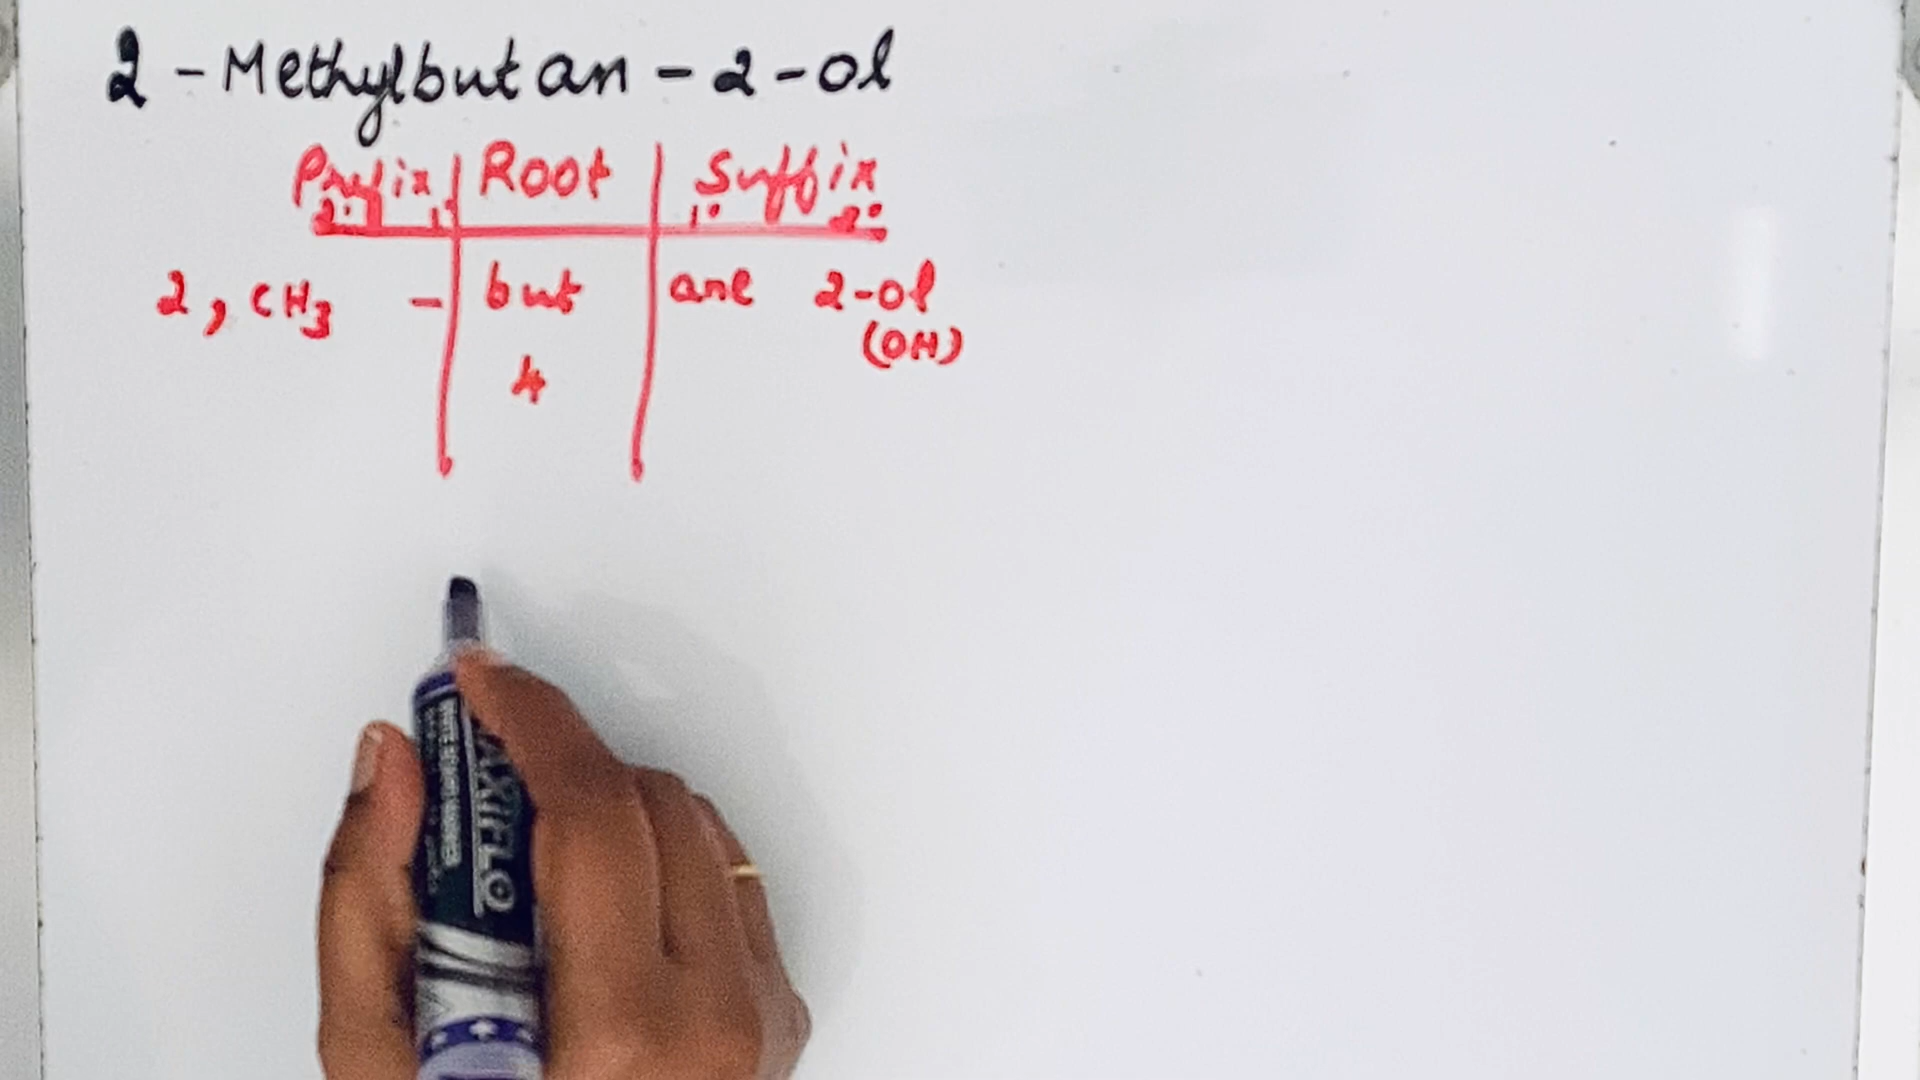 2-Methylbutan-2-ol
Prefix Root Suffix
2° 1° 1° 2°
2, CH3 - but ane 2-ol
(OH)
4
MAXIFLO